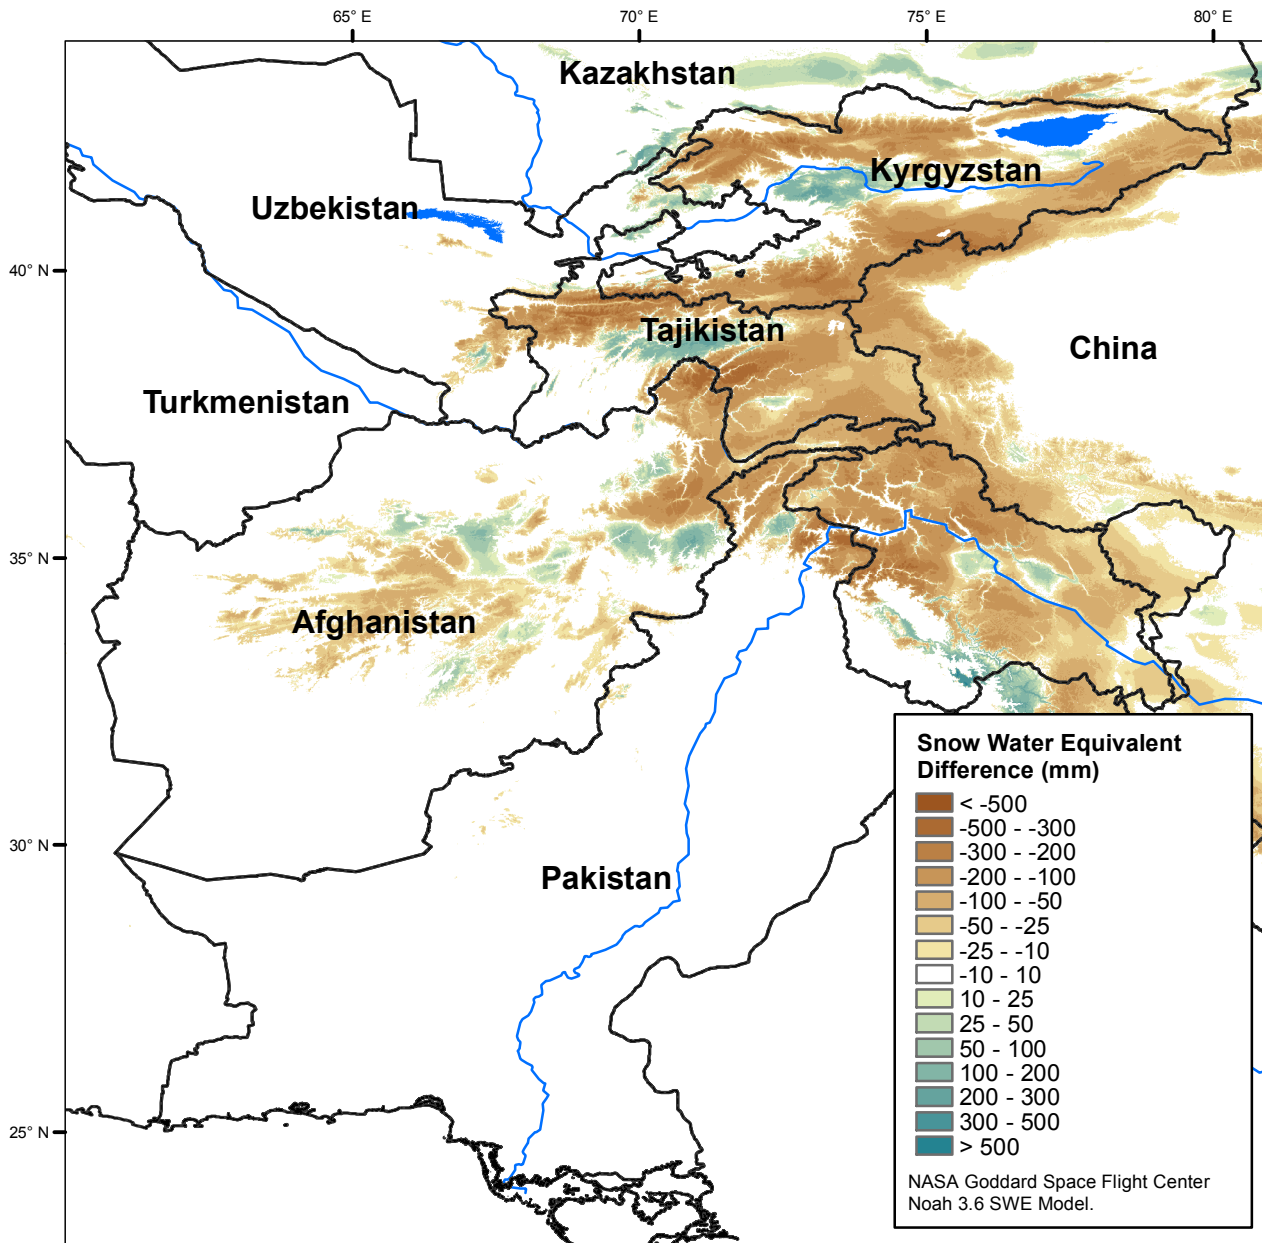 65° E
70° E
75° E
80° E
Kazakhstan
Kyrgyzstan
Uzbekistan
40° N
Tajikistan
China
Turkmenistan
35° N
Afghanistan
30° N
Pakistan
25° N
Snow Water Equivalent
Difference (mm)
< -500
-500 - -300
-300 - -200
-200 - -100
-100 - -50
-50 - -25
-25 - -10
-10 - 10
10 - 25
25 - 50
50 - 100
100 - 200
200 - 300
300 - 500
> 500
NASA Goddard Space Flight Center
Noah 3.6 SWE Model.